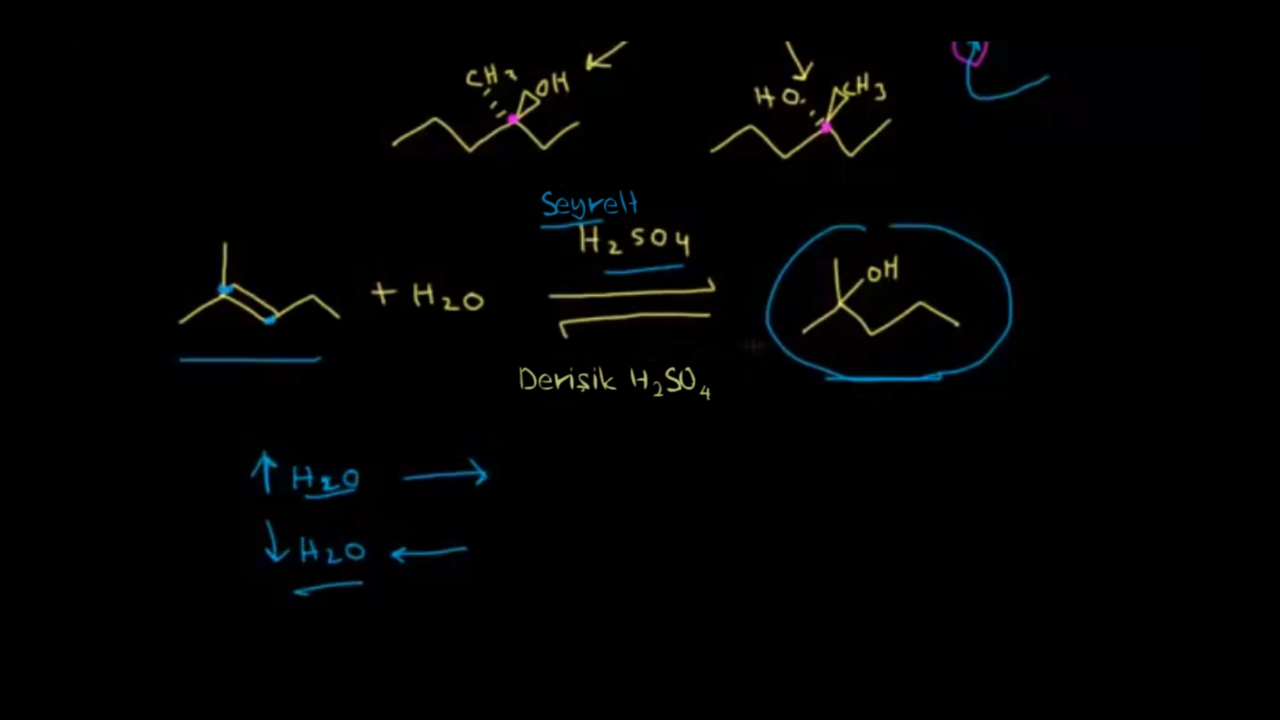 CH3 OH
HO CH3
Seyrelt
H2SO4
+ H2O
OH
Derişik H2SO4
↑ H2O →
↓ H2O ←